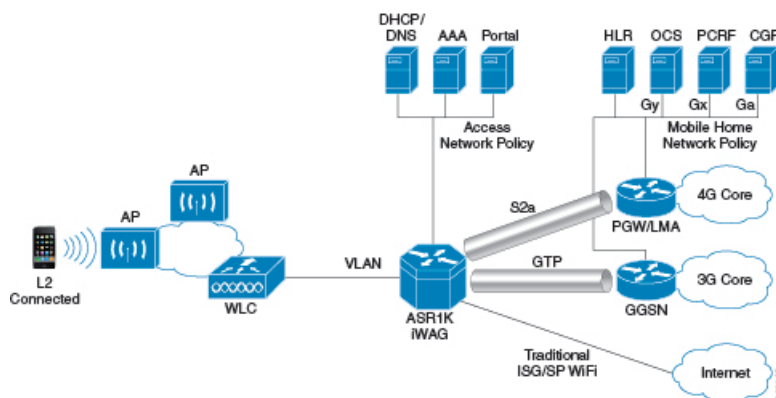 DHCP/
DNS
AAA
Portal
HLR
OCS
PCRF
CGF
Gy
Gx
Ga
Access
Network Policy
Mobile Home
Network Policy
AP
AP
S2a
4G Core
PGW/LMA
L2
Connected
WLC
VLAN
ASR1K
iWAG
GTP
3G Core
GGSN
Traditional
ISG/SP WiFi
Internet